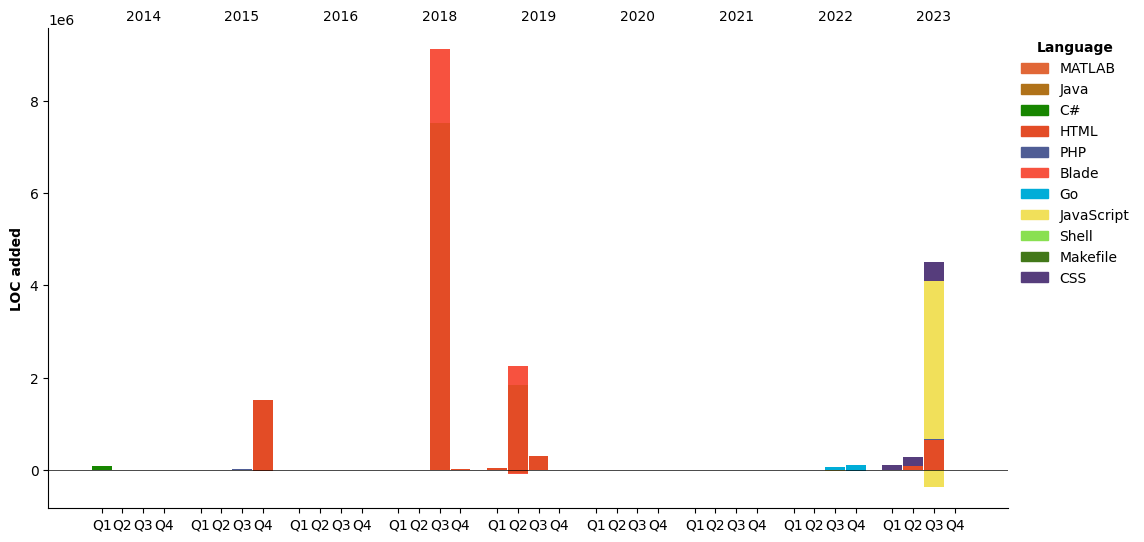 1e6
2014 2015 2016 2018 2019 2020 2021 2022 2023
LOC added
8
6
4
2
0
Q1 Q2 Q3 Q4 Q1 Q2 Q3 Q4 Q1 Q2 Q3 Q4 Q1 Q2 Q3 Q4 Q1 Q2 Q3 Q4 Q1 Q2 Q3 Q4 Q1 Q2 Q3 Q4 Q1 Q2 Q3 Q4 Q1 Q2 Q3 Q4
Language
MATLAB
Java
C#
HTML
PHP
Blade
Go
JavaScript
Shell
Makefile
CSS